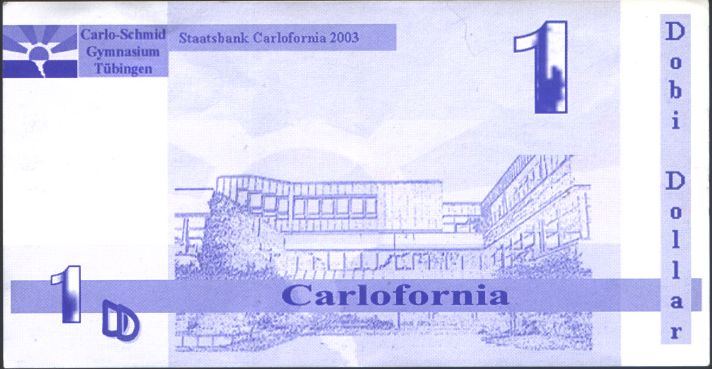 Carlo-Schmid
Gymnasium
Tübingen
Staatsbank Carlofornia 2003
1
Dobi Dollar
Carlofornia
1
DD